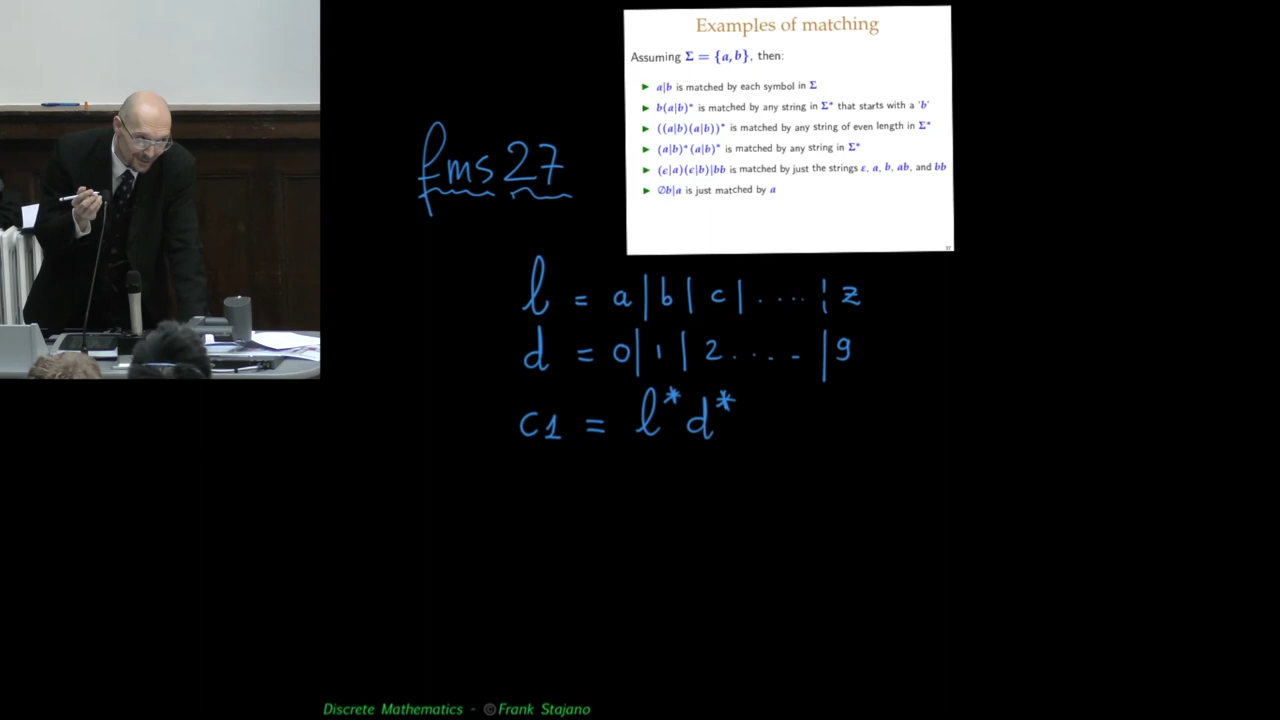 Examples of matching
Assuming Σ = {a, b}, then:
► a|b is matched by each symbol in Σ
► b(a|b)* is matched by any string in Σ* that starts with a 'b'
► ((a|b)(a|b))* is matched by any string of even length in Σ*
► (a|b)*(a|b)* is matched by any string in Σ*
► (ε|a)(ε|b)|bb is matched by just the strings ε, a, b, ab, and bb
► ∅b|a is just matched by a
37
fms27
l = a|b|c|....|z
d = 0|1|2....|9
c1 = l*d*
Discrete Mathematics - © Frank Stajano